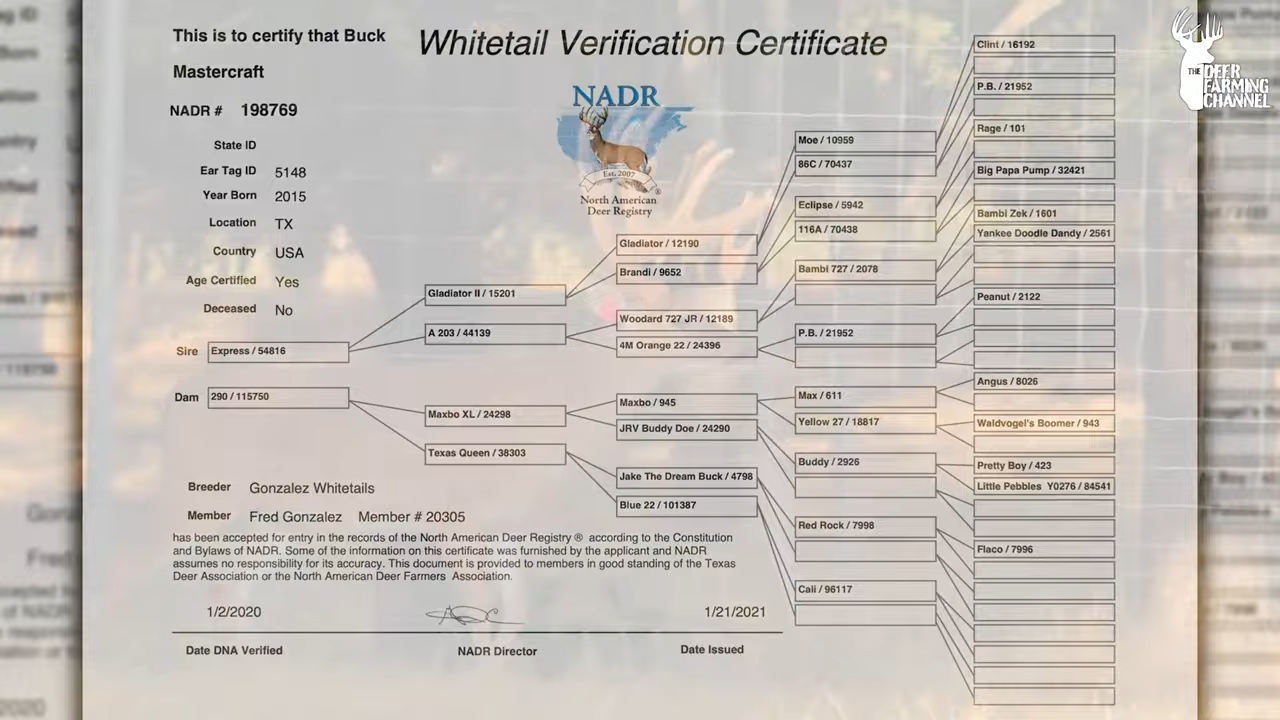 This is to certify that Buck
Whitetail Verification Certificate
Mastercraft
NADR # 198769
State ID
Ear Tag ID 5148
Year Born 2015
Location TX
Country USA
Age Certified Yes
Deceased No
NADR
Est. 2007
North American
Deer Registry
Sire Express / 54816
Dam 290 / 115750
Gladiator II / 15201
A 203 / 44139
Maxbo XL / 24298
Texas Queen / 38303
Gladiator / 12190
Brandi / 9652
Woodard 727 JR / 12189
4M Orange 22 / 24396
Maxbo / 945
JRV Buddy Doe / 24290
Jake The Dream Buck / 4798
Blue 22 / 101387
Moe / 10959
86C / 70437
Eclipse / 5942
116A / 70438
Bambi 727 / 2078
P.B. / 21952
Max / 611
Yellow 27 / 18817
Buddy / 2926
Red Rock / 7998
Cali / 96117
Clint / 16192
P.B. / 21952
Rage / 101
Big Papa Pump / 32421
Bambi Zek / 1601
Yankee Doodle Dandy / 2561
Peanut / 2122
Angus / 8026
Waldvogel's Boomer / 943
Pretty Boy / 423
Little Pebbles Y0276 / 84541
Flaco / 7996
Breeder Gonzalez Whitetails
Member Fred Gonzalez Member # 20305
has been accepted for entry in the records of the North American Deer Registry ® according to the Constitution
and Bylaws of NADR. Some of the information on this certificate was furnished by the applicant and NADR
assumes no responsibility for its accuracy. This document is provided to members in good standing of the Texas
Deer Association or the North American Deer Farmers Association.
1/2/2020 1/21/2021
Date DNA Verified NADR Director Date Issued
THE DEER
FARMING
CHANNEL